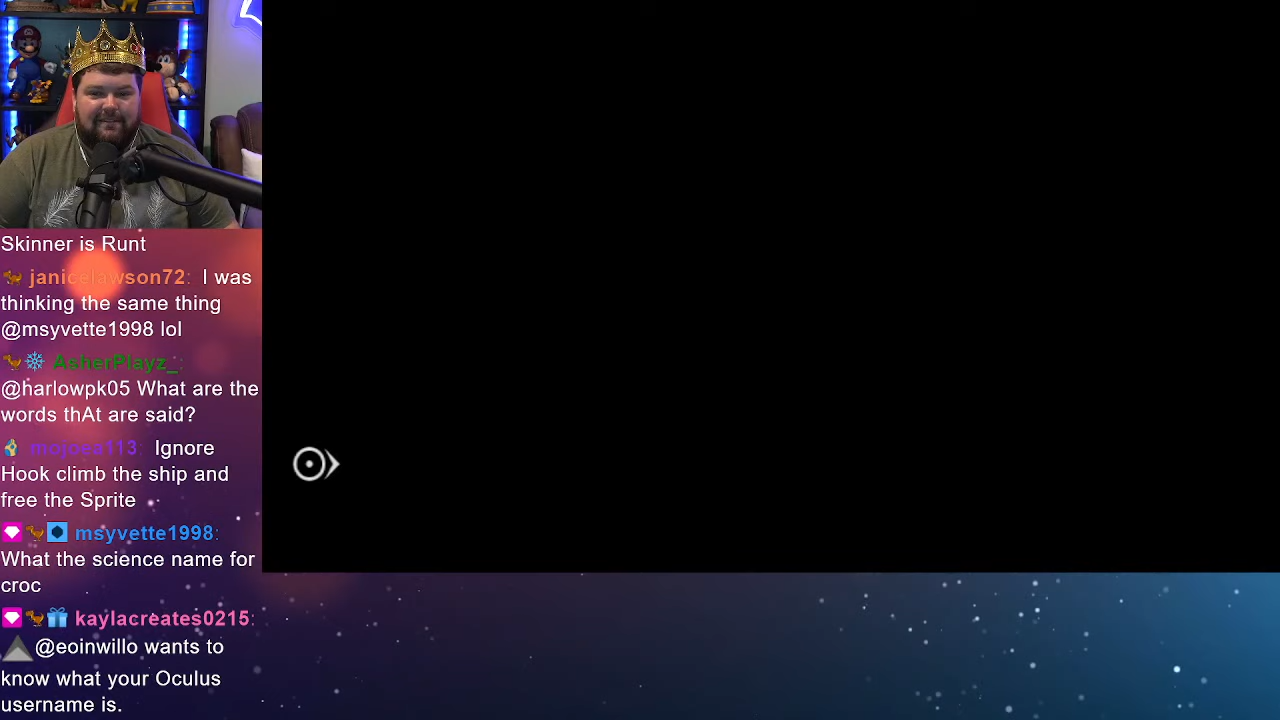 Skinner is Runt
janicelawson72: I was
thinking the same thing
@msyvette1998 lol
AsherPlayz_:
@harlowpk05 What are the
words thAt are said?
mojoea113: Ignore
Hook climb the ship and
free the Sprite
msyvette1998:
What the science name for
croc
kaylacreates0215:
@eoinwillo wants to
know what your Oculus
username is.